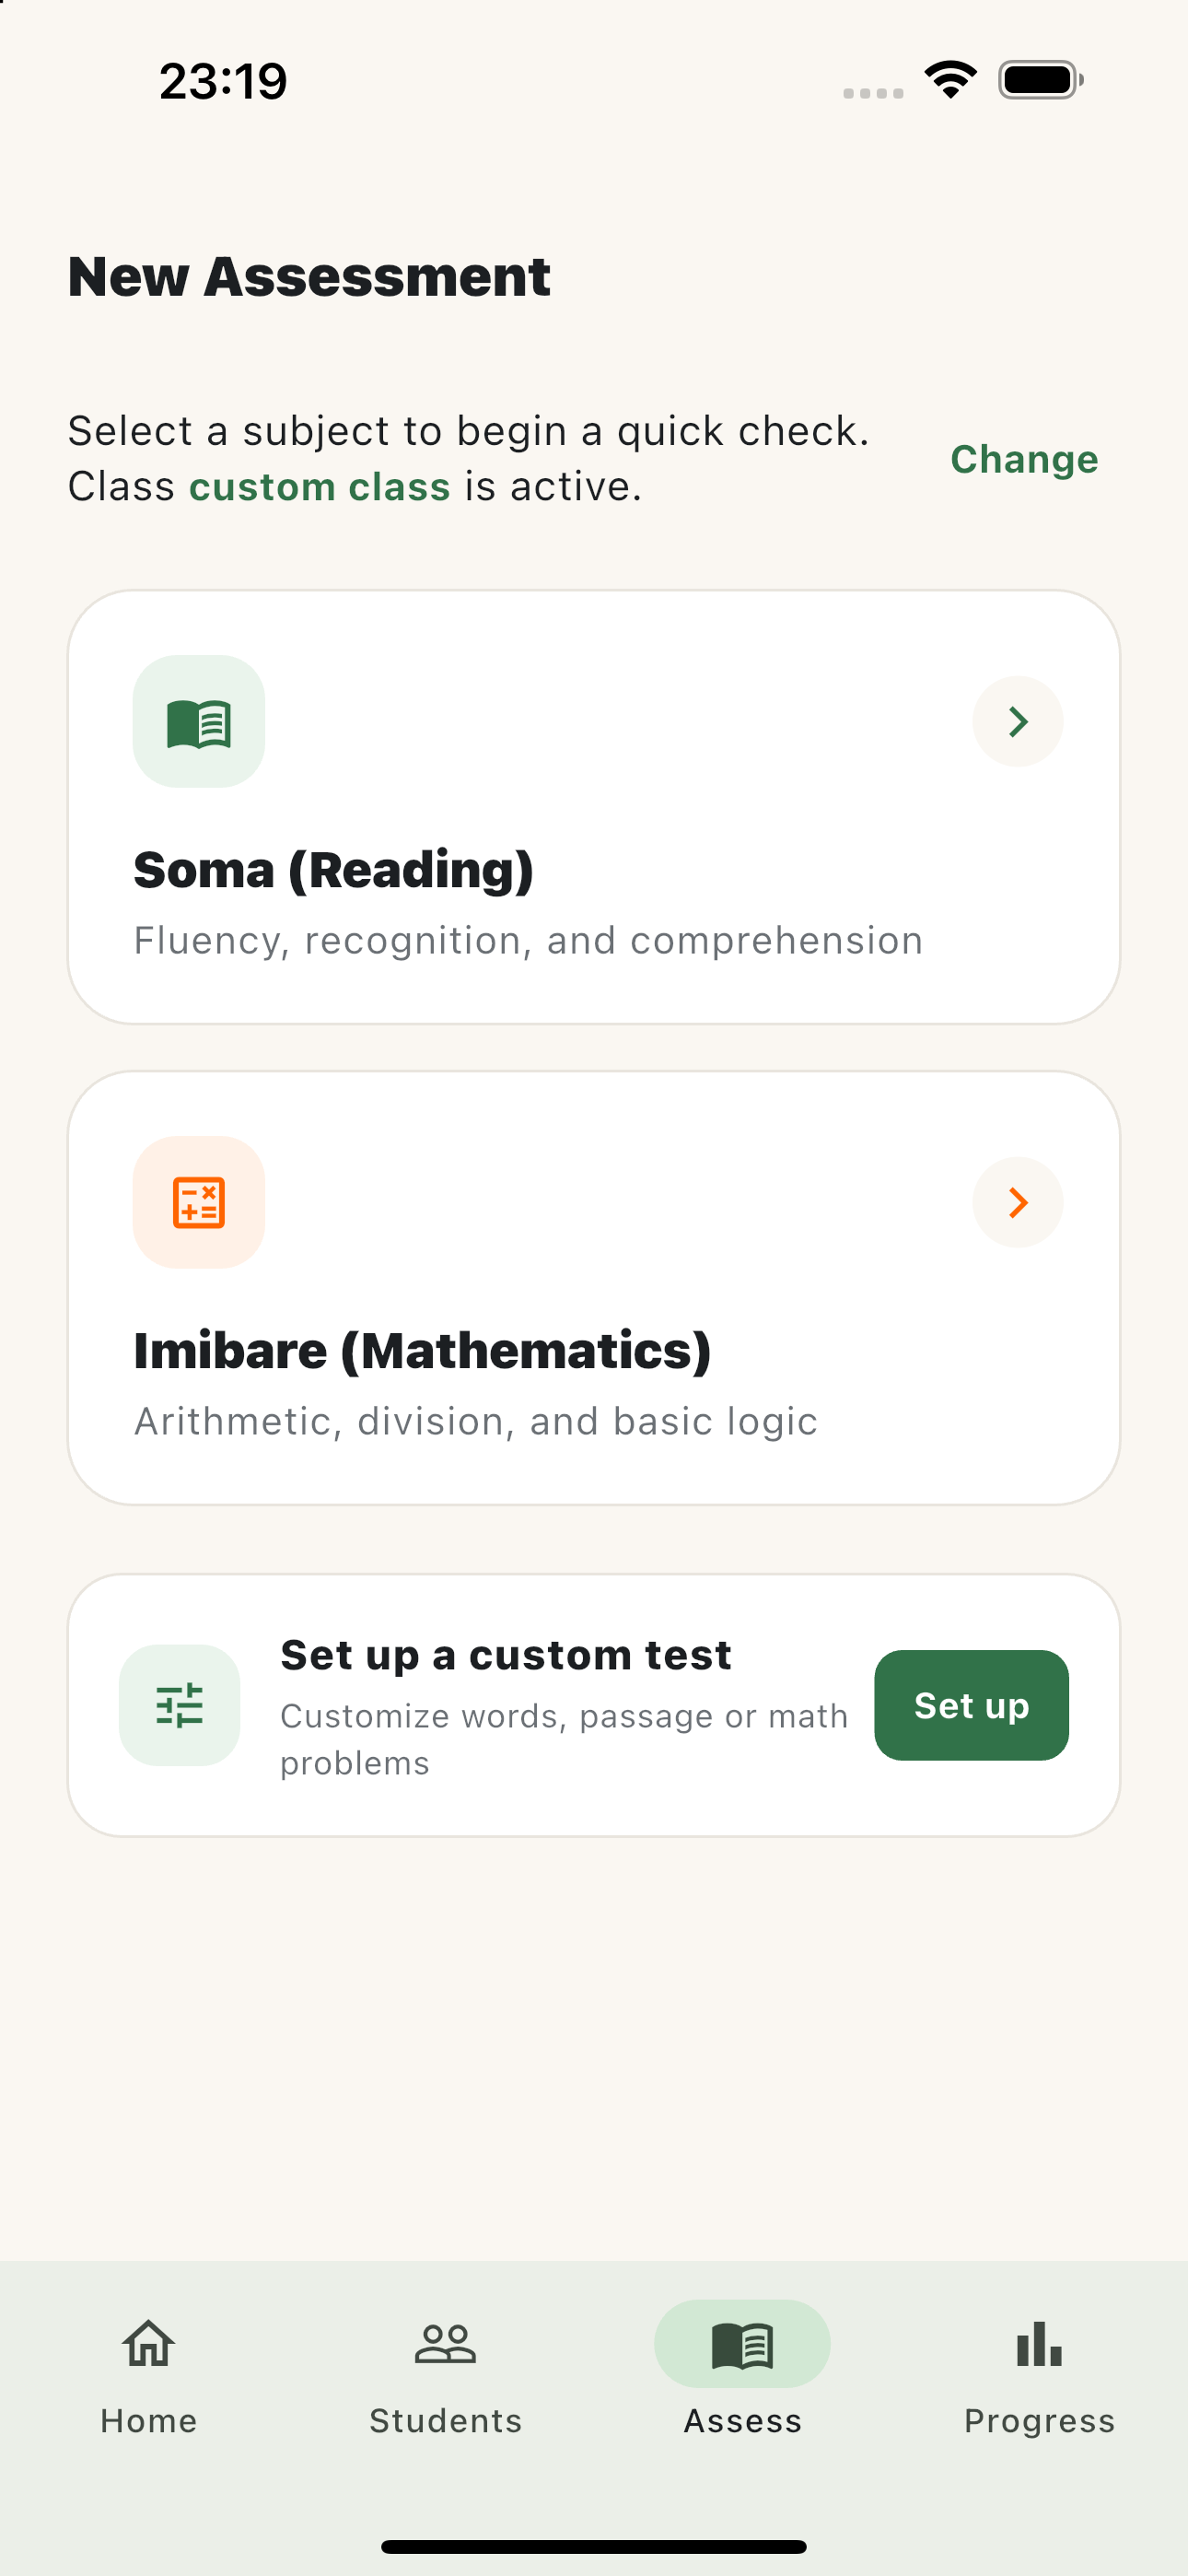 23:19
New Assessment
Select a subject to begin a quick check.
Class custom class is active.
Change
Soma (Reading)
Fluency, recognition, and comprehension
Imibare (Mathematics)
Arithmetic, division, and basic logic
Set up a custom test
Customize words, passage or math
problems
Set up
Home
Students
Assess
Progress